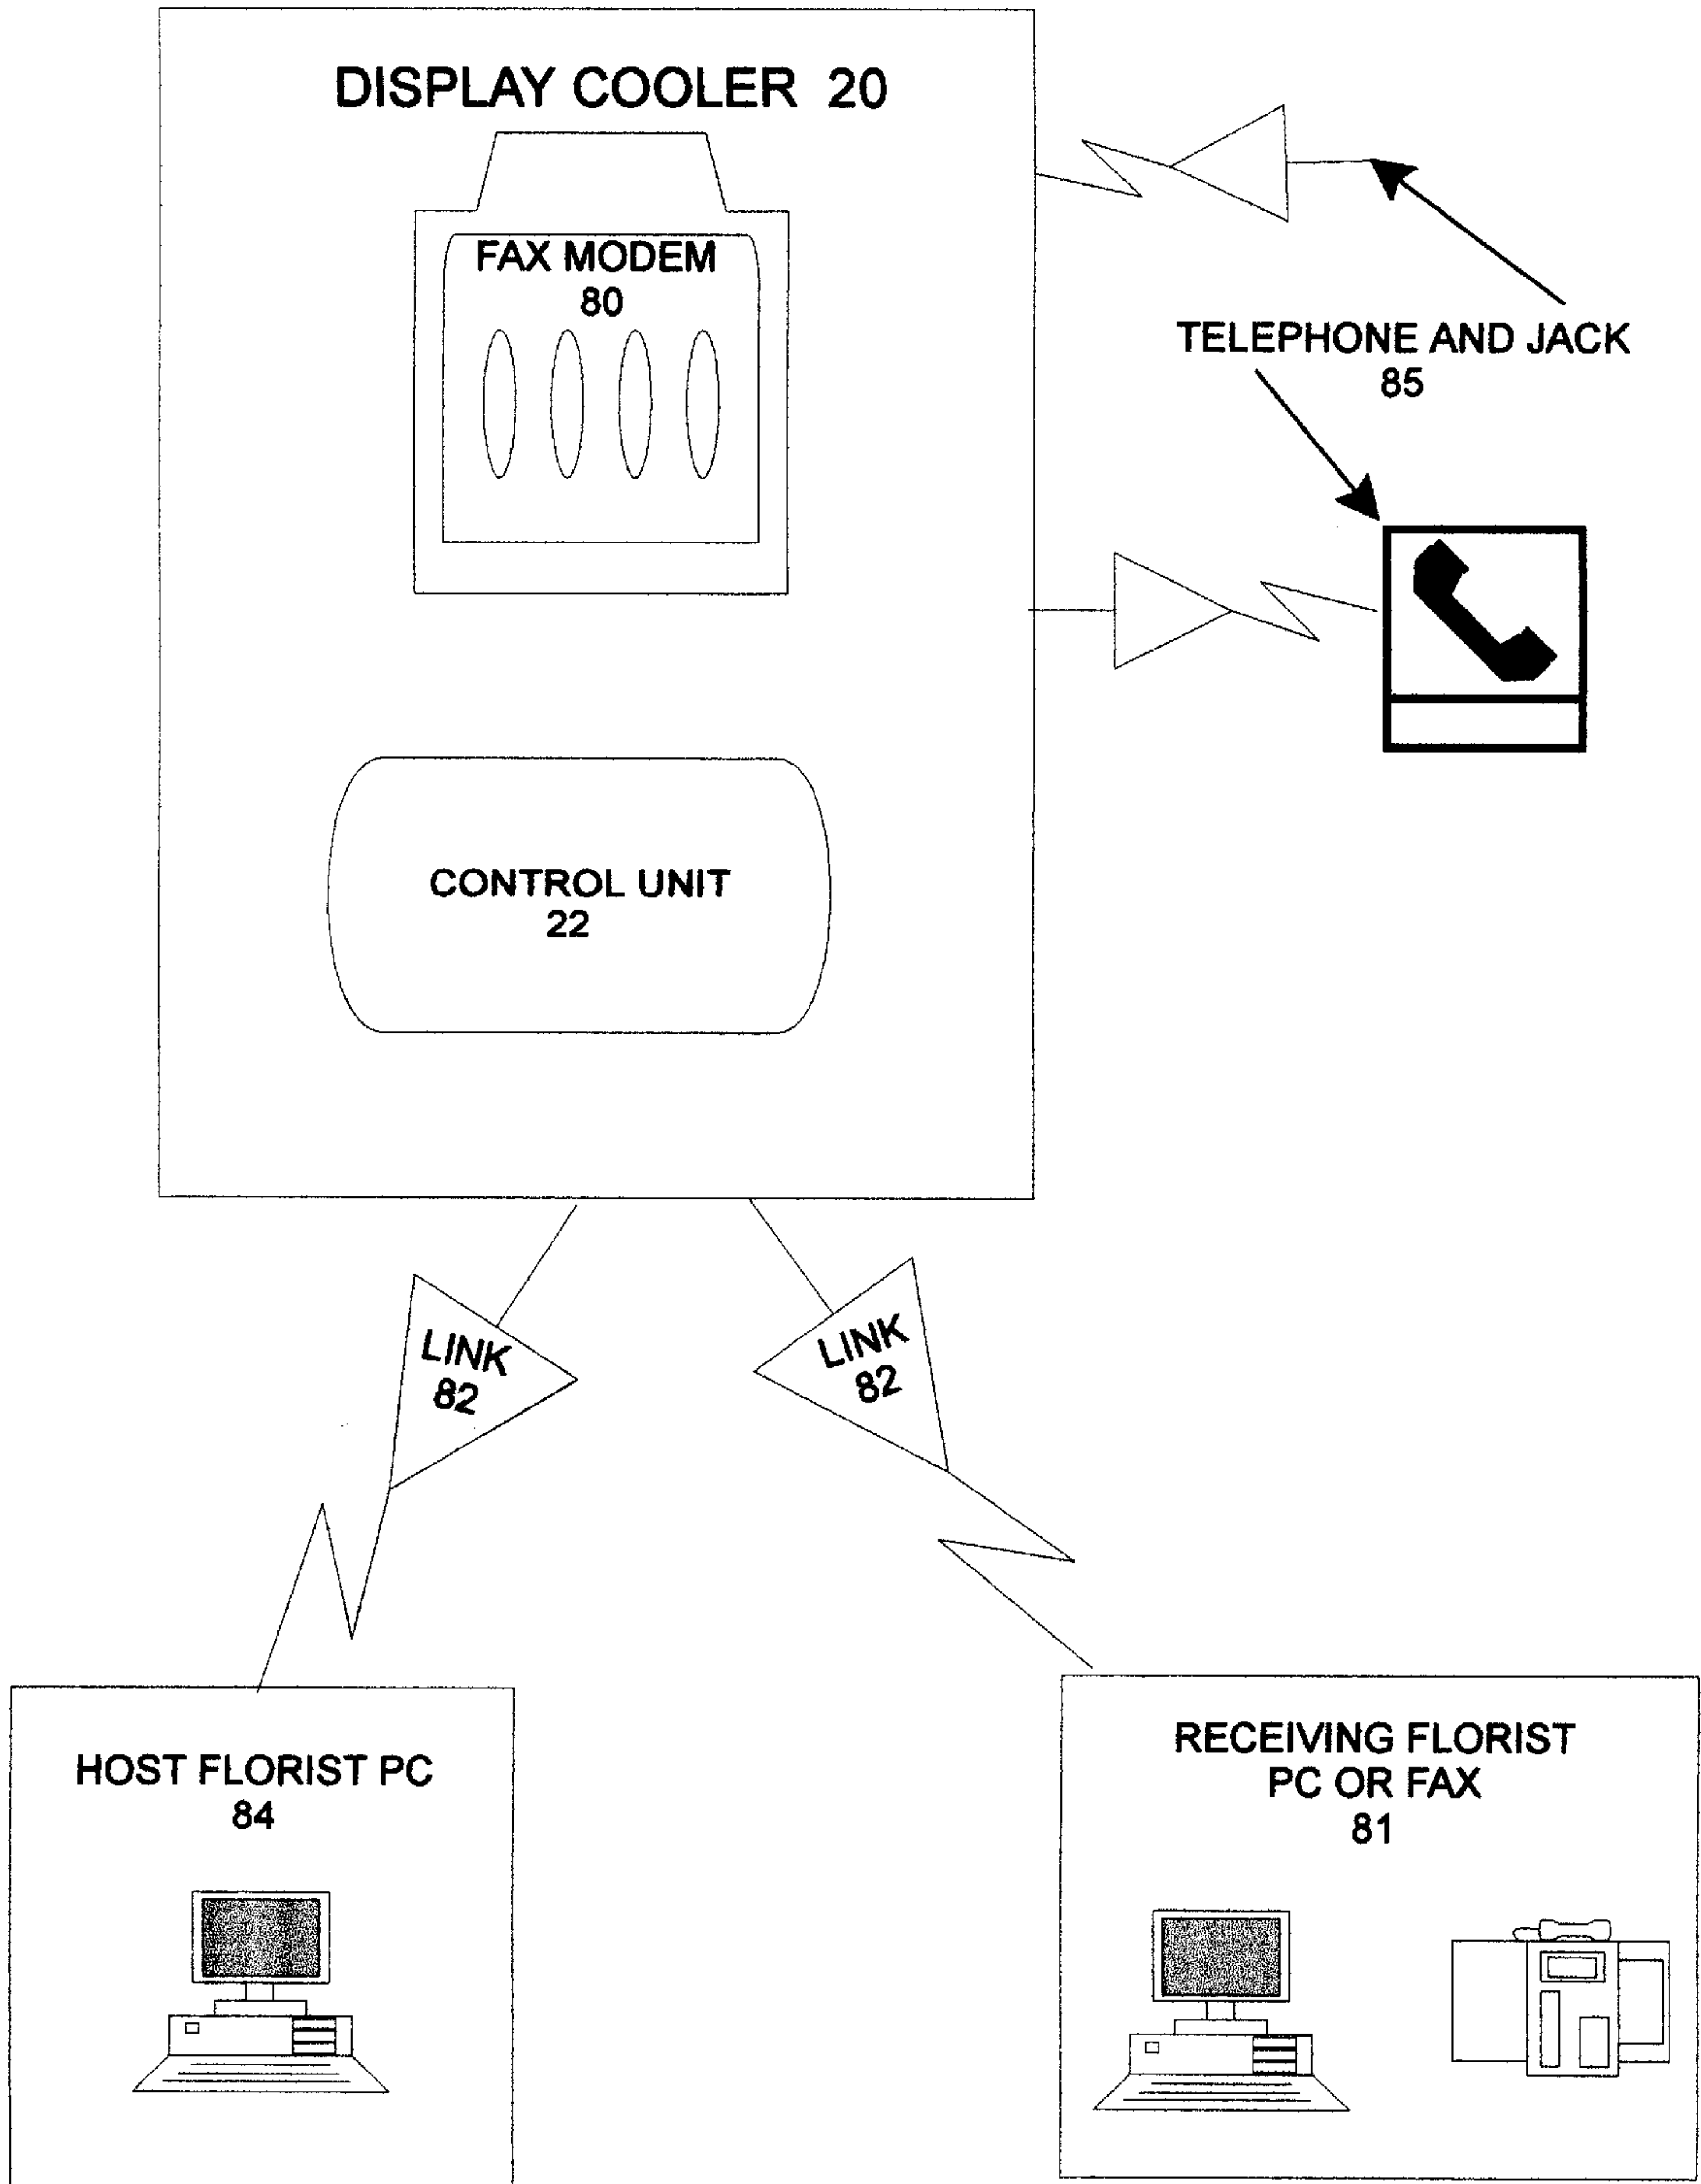 DISPLAY COOLER 20
FAX MODEM
80
TELEPHONE AND JACK
85
CONTROL UNIT
22
LINK
82
LINK
82
HOST FLORIST PC
84
RECEIVING FLORIST
PC OR FAX
81